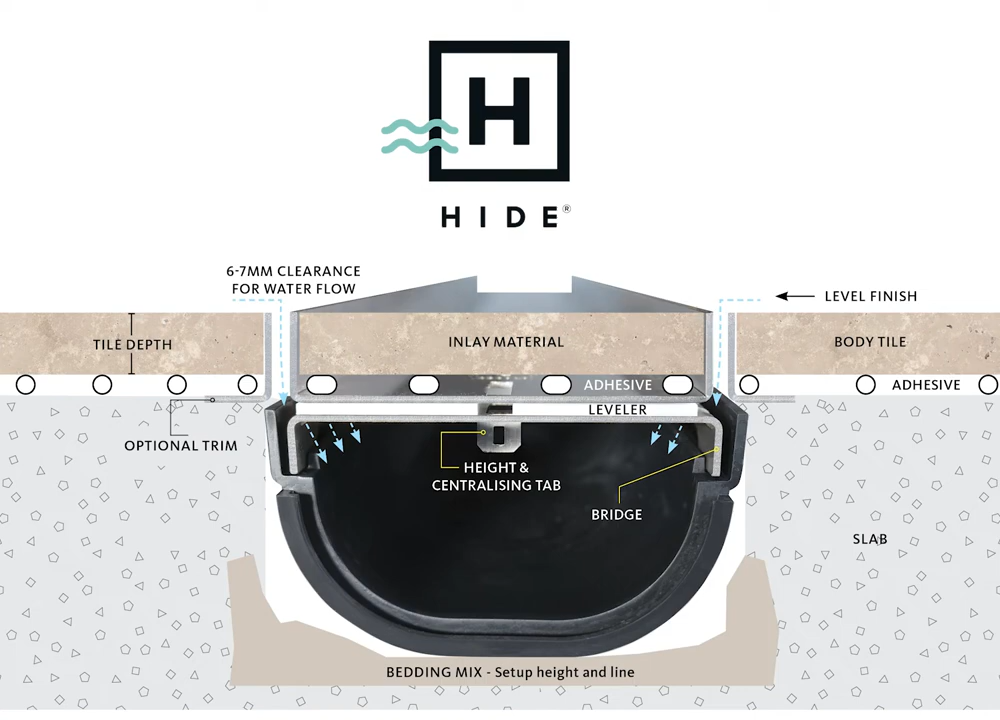 H
HIDE®
6-7MM CLEARANCE
FOR WATER FLOW
LEVEL FINISH
TILE DEPTH
INLAY MATERIAL
BODY TILE
ADHESIVE
ADHESIVE
LEVELER
OPTIONAL TRIM
HEIGHT &
CENTRALISING TAB
BRIDGE
SLAB
BEDDING MIX - Setup height and line